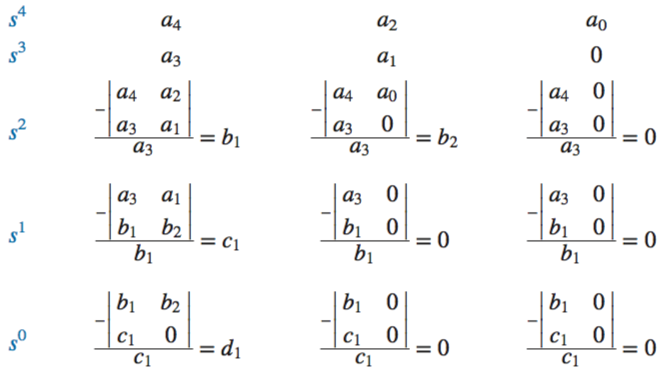 s⁴ a₄ a₂ a₀
s³ a₃ a₁ 0
s² -|a₄ a₂; a₃ a₁|/a₃ = b₁ -|a₄ a₀; a₃ 0|/a₃ = b₂ -|a₄ 0; a₃ 0|/a₃ = 0
s¹ -|a₃ a₁; b₁ b₂|/b₁ = c₁ -|a₃ 0; b₁ 0|/b₁ = 0 -|a₃ 0; b₁ 0|/b₁ = 0
s⁰ -|b₁ b₂; c₁ 0|/c₁ = d₁ -|b₁ 0; c₁ 0|/c₁ = 0 -|b₁ 0; c₁ 0|/c₁ = 0